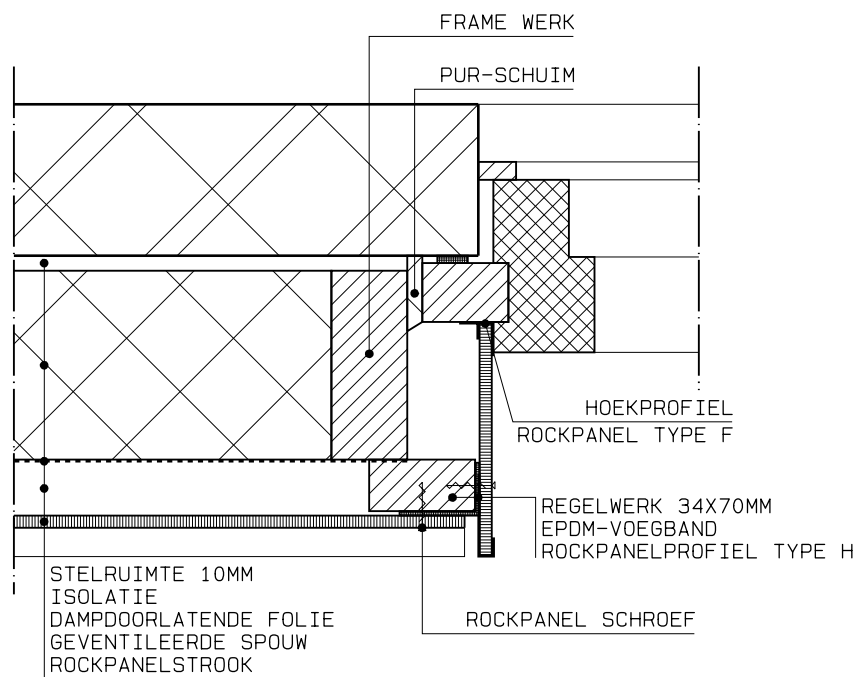 FRAME WERK
PUR-SCHUIM
HOEKPROFIEL
ROCKPANEL TYPE F
REGELWERK 34X70MM
EPDM-VOEGBAND
ROCKPANELPROFIEL TYPE H
STELRUIMTE 10MM
ISOLATIE
DAMPDOORLATENDE FOLIE
GEVENTILEERDE SPOUW
ROCKPANELSTROOK
ROCKPANEL SCHROEF